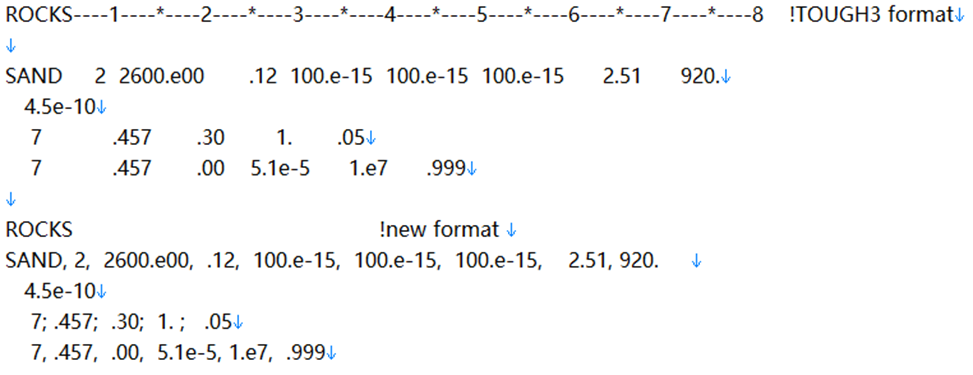 ROCKS----1----*----2----*----3----*----4----*----5----*----6----*----7----*----8    !TOUGH3 format↓
↓
SAND      2  2600.e00        .12  100.e-15  100.e-15  100.e-15       2.51       920.↓
   4.5e-10↓
    7             .457        .30         1.        .05↓
    7             .457        .00    5.1e-5       1.e7       .999↓
↓
ROCKS                                                      !new format ↓
SAND, 2,  2600.e00,  .12,  100.e-15,  100.e-15,  100.e-15,    2.51, 920.     ↓
   4.5e-10↓
    7; .457;  .30;  1. ;   .05↓
    7, .457,  .00,  5.1e-5, 1.e7,  .999↓